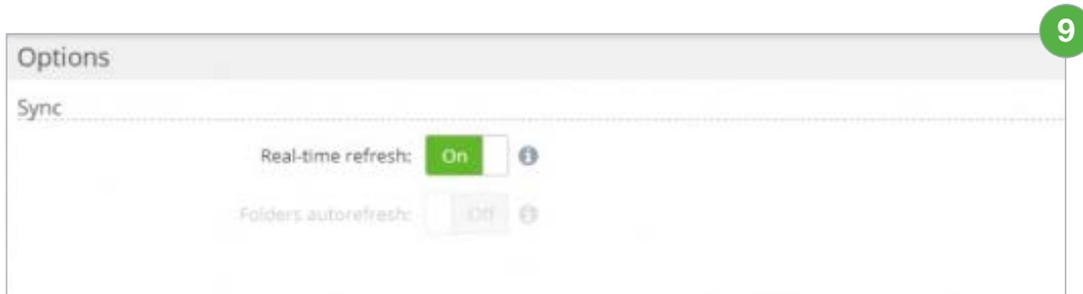 9
Options
Sync
Real-time refresh: On
Folders autorefresh: Off